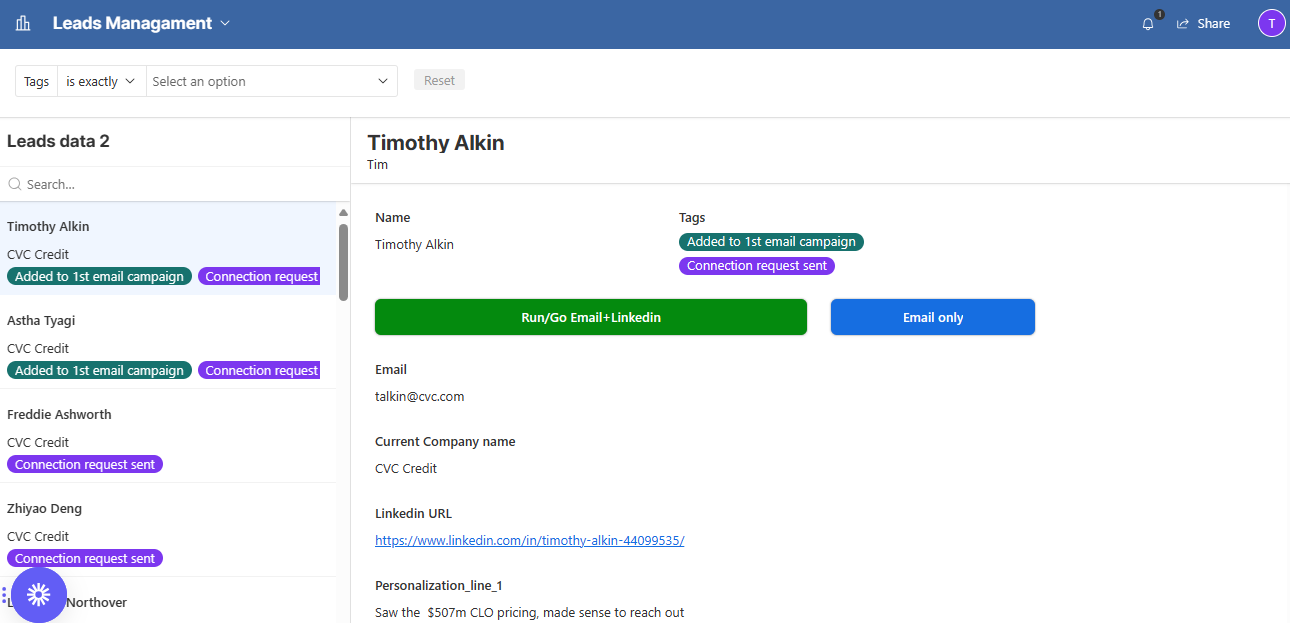 Leads Managament
1
Share
T
Tags
is exactly
Select an option
Reset
Leads data 2
Search...
Timothy Alkin
CVC Credit
Added to 1st email campaign
Connection request
Astha Tyagi
CVC Credit
Added to 1st email campaign
Connection request
Freddie Ashworth
CVC Credit
Connection request sent
Zhiyao Deng
CVC Credit
Connection request sent
Northover
Timothy Alkin
Tim
Name
Timothy Alkin
Tags
Added to 1st email campaign
Connection request sent
Run/Go Email+Linkedin
Email only
Email
talkin@cvc.com
Current Company name
CVC Credit
Linkedin URL
https://www.linkedin.com/in/timothy-alkin-44099535/
Personalization_line_1
Saw the  $507m CLO pricing, made sense to reach out